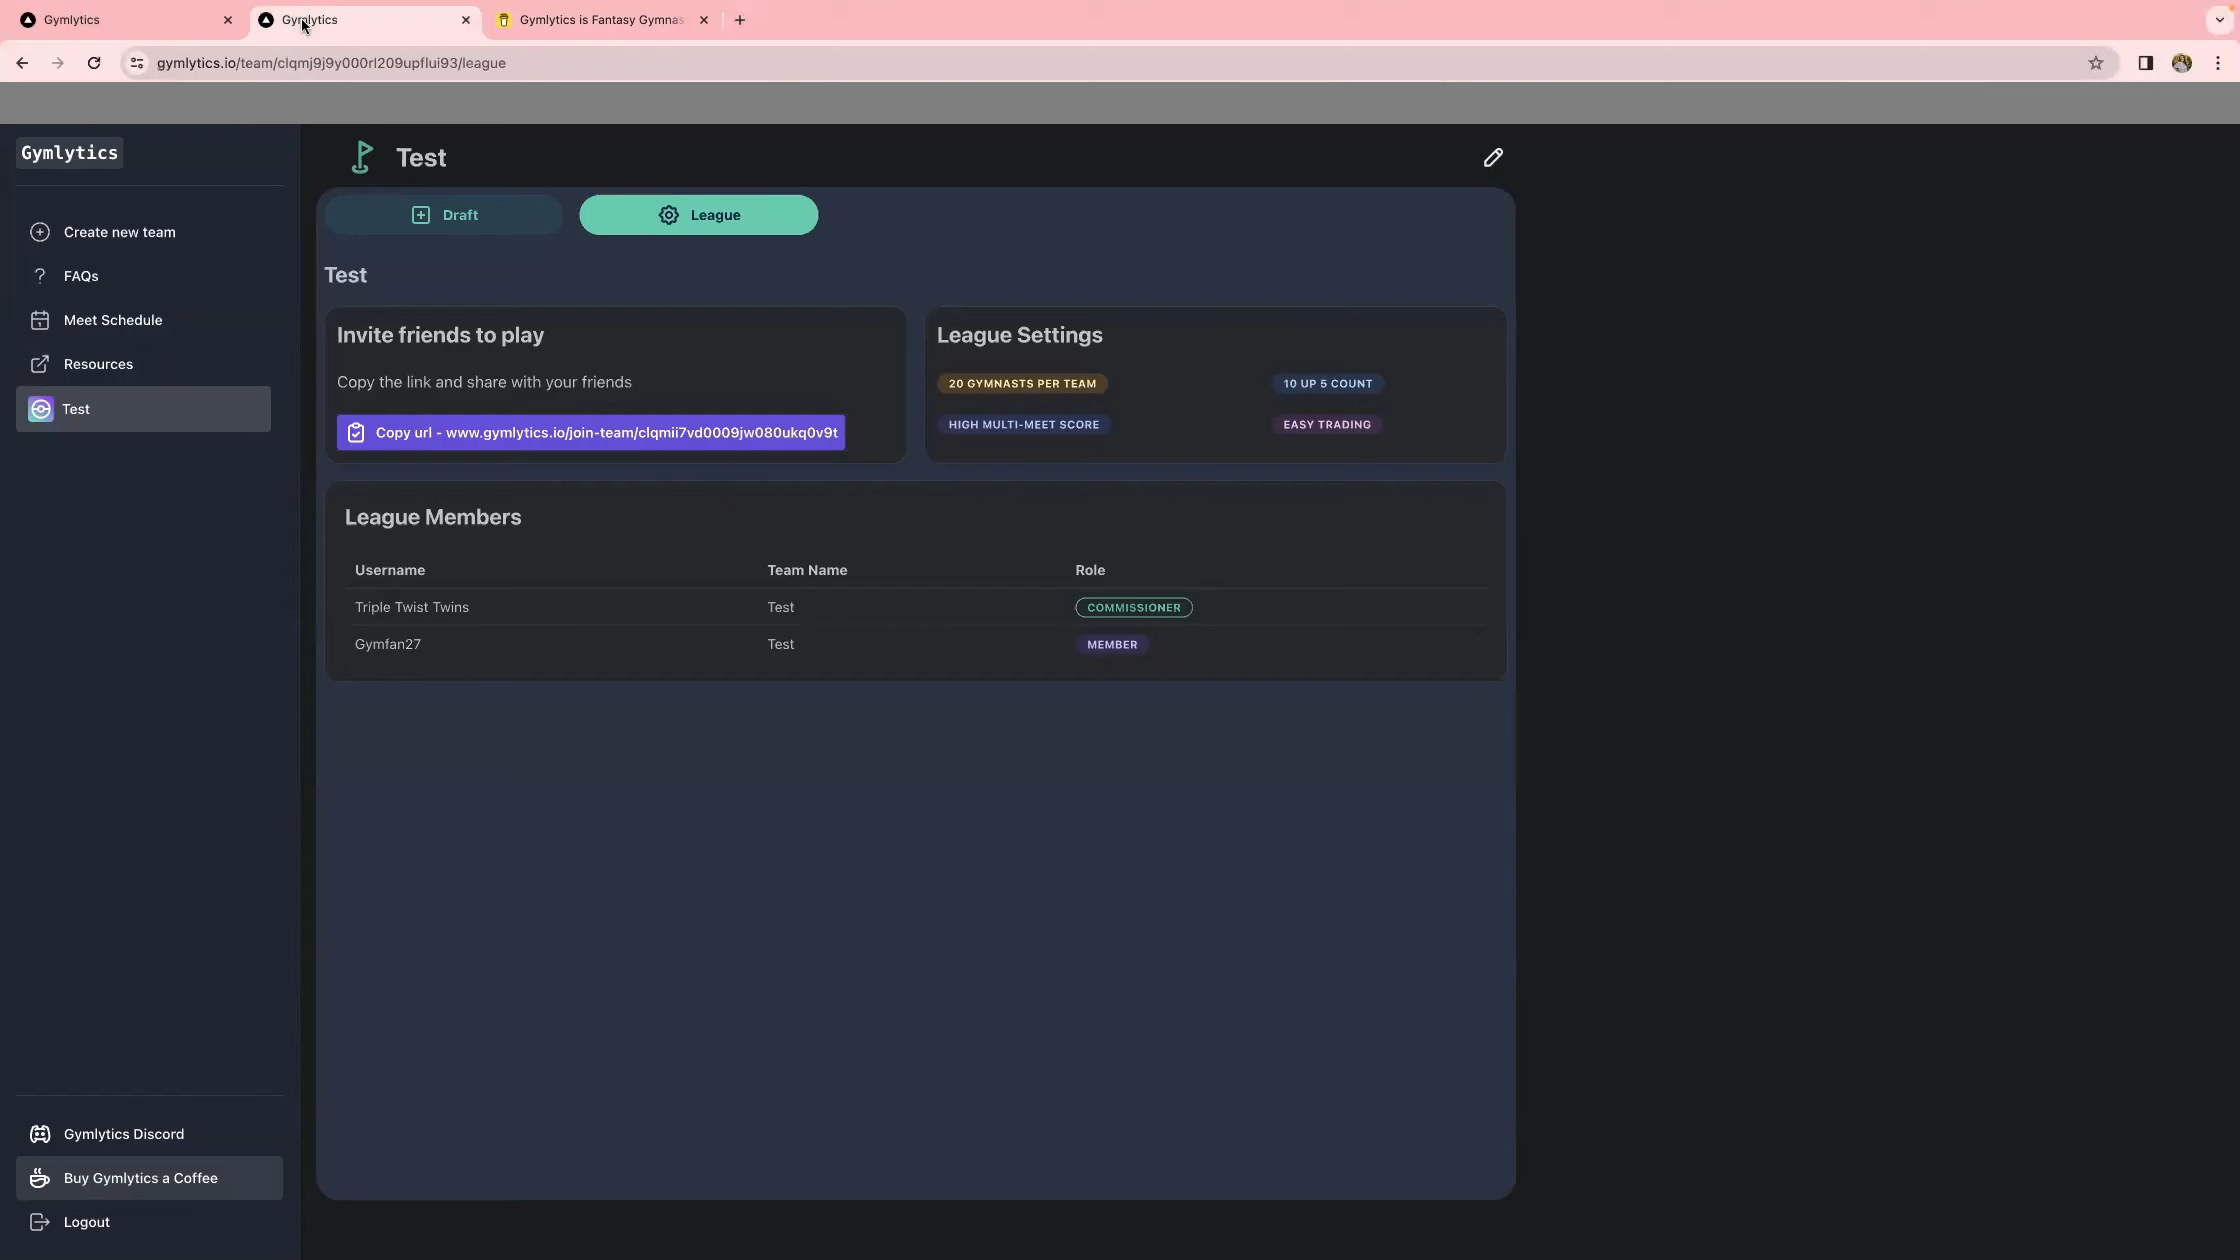 Gymlytics
Gymlytics
Gymlytics is Fantasy Gymnas
gymlytics.io/team/clqmj9j9y000rl209upflui93/league
Gymlytics
Create new team
FAQs
Meet Schedule
Resources
Test
Gymlytics Discord
Buy Gymlytics a Coffee
Logout
Test
Draft
League
Test
Invite friends to play
Copy the link and share with your friends
Copy url - www.gymlytics.io/join-team/clqmii7vd0009jw080ukq0v9t
League Settings
20 GYMNASTS PER TEAM
10 UP 5 COUNT
HIGH MULTI-MEET SCORE
EASY TRADING
League Members
Username Team Name Role
Triple Twist Twins Test COMMISSIONER
Gymfan27 Test MEMBER